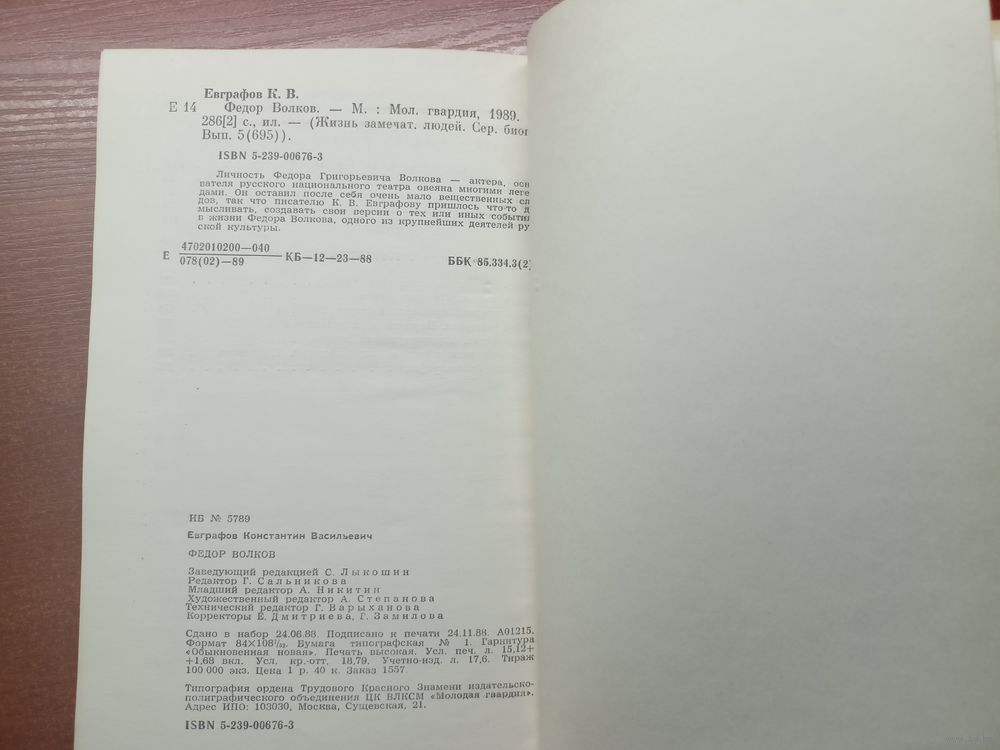 Евграфов К. В.
Е 14 Федор Волков. — М. : Мол. гвардия, 1989.
286[2] с., ил. — (Жизнь замечат. людей. Сер. биог
Вып. 5(695)).
ISBN 5-239-00676-3
Личность Федора Григорьевича Волкова — актера, осн
вателя русского национального театра овеяна многими леге
дами. Он оставил после себя очень мало вещественных сл
дов, так что писателю К. В. Евграфову пришлось что-то д
мысливать, создавать свои версии о тех или иных событи
в жизни Федора Волкова, одного из крупнейших деятелей ру
ской культуры.
4702010200—040
Е КБ—12—23—88 ББК 85.334.3(2)
078(02)—89
ИБ № 5789
Евграфов Константин Васильевич
ФЕДОР ВОЛКОВ
Заведующий редакцией С. Лыкошин
Редактор Г. Сальникова
Младший редактор А. Никитин
Художественный редактор А. Степанова
Технический редактор Г. Варыханова
Корректоры Е. Дмитриева, Г. Замилова
Сдано в набор 24.06.88. Подписано к печати 24.11.88. А01215.
Формат 84×108¹/₃₂. Бумага типографская № 1. Гарнитура
«Обыкновенная новая». Печать высокая. Усл. печ. л. 15,12+
+1,68 вкл. Усл. кр.-отт. 18,79. Учетно-изд. л. 17,6. Тираж
100 000 экз. Цена 1 р. 40 к. Заказ 1557.
Типография ордена Трудового Красного Знамени издательско-
полиграфического объединения ЦК ВЛКСМ «Молодая гвардия».
Адрес ИПО: 103030, Москва, Сущевская, 21.
ISBN 5-239-00676-3